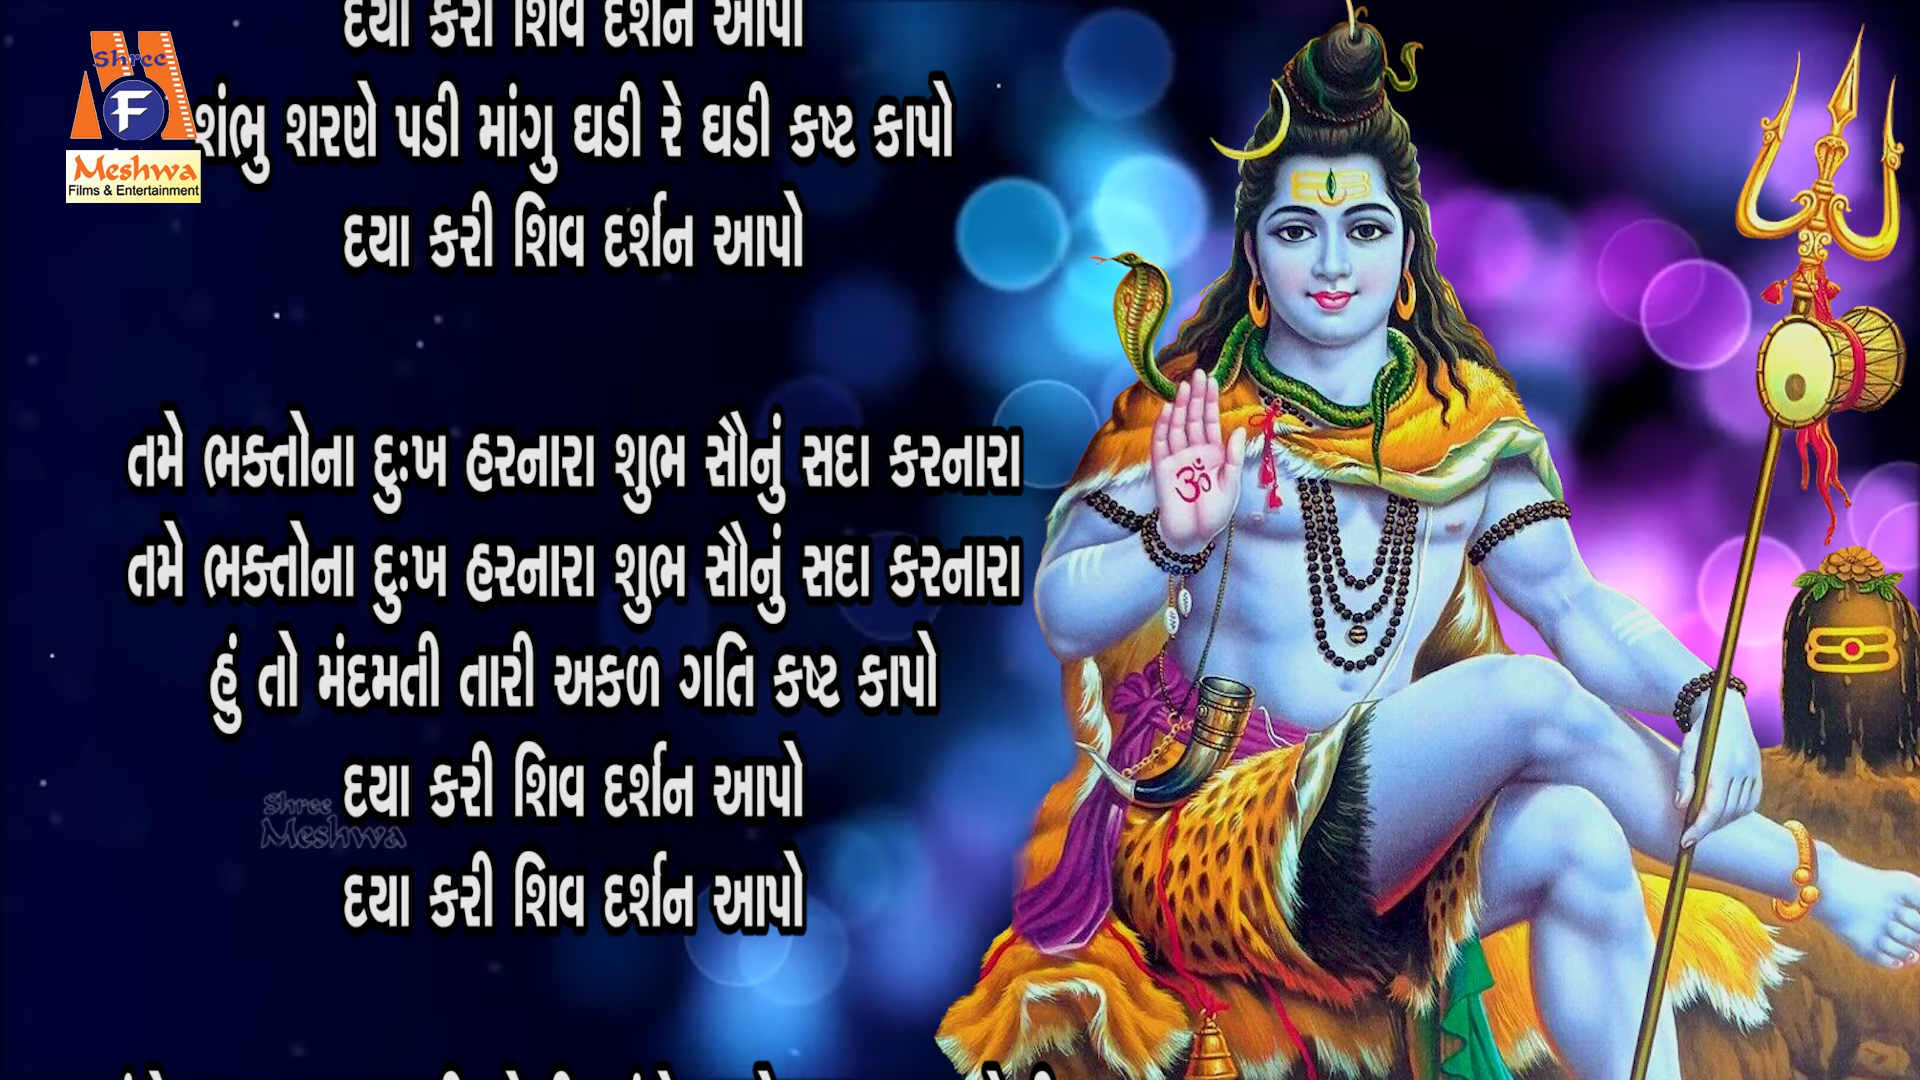 દયા કરી શિવ દર્શન આપો
Shree
F
Meshwa
Films & Entertainment
શંભુ શરણે પડી માંગુ ઘડી રે ઘડી કષ્ટ કાપો
દયા કરી શિવ દર્શન આપો
તમે ભક્તોના દુઃખ હરનારા શુભ સૌનું સદા કરનારા
તમે ભક્તોના દુઃખ હરનારા શુભ સૌનું સદા કરનારા
હું તો મંદમતી તારી અકળ ગતિ કષ્ટ કાપો
દયા કરી શિવ દર્શન આપો
Shree
Meshwa
દયા કરી શિવ દર્શન આપો
ॐ